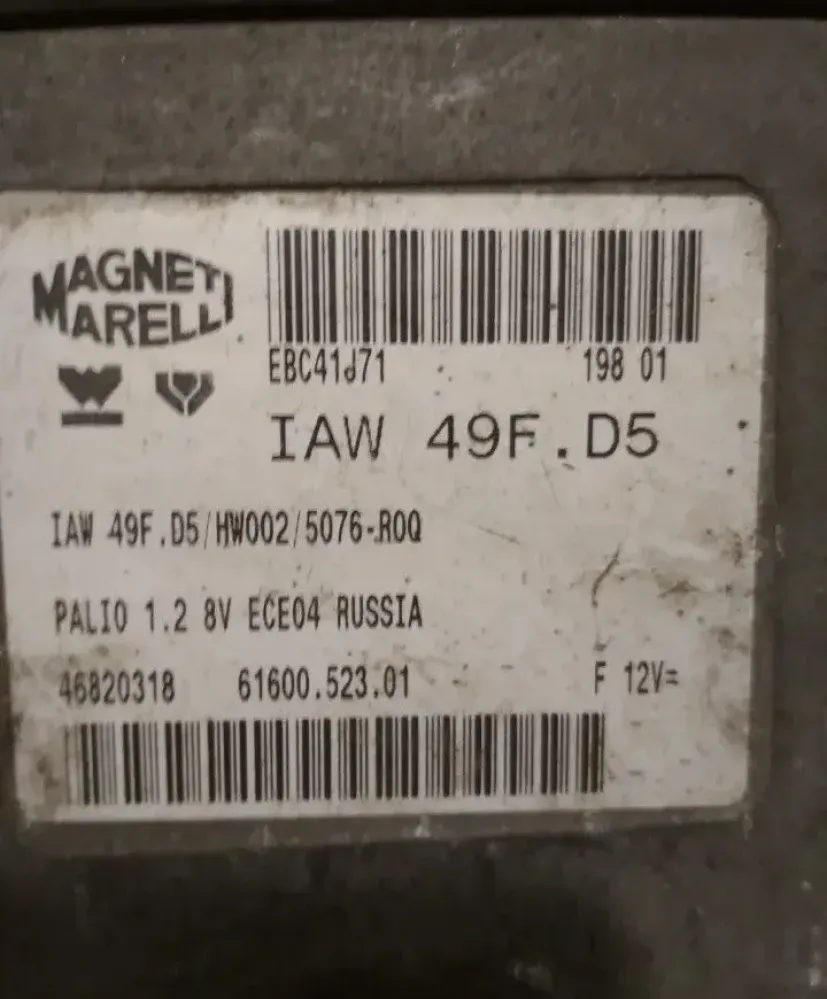 MAGNETI
MARELLI
EBC41J71 198 01
IAW 49F.D5
IAW 49F.D5/HW002/5076-R0Q
PALIO 1.2 8V ECE04 RUSSIA
46820318 61600.523.01 F 12V=